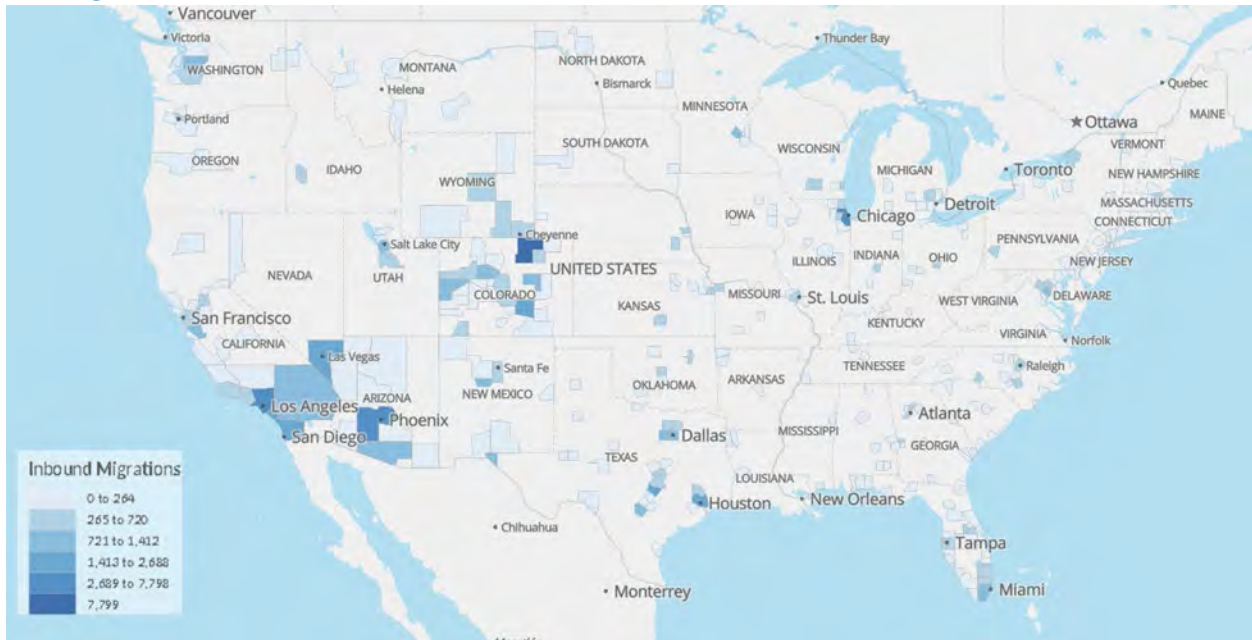 Vancouver
Victoria
WASHINGTON
MONTANA
NORTH DAKOTA
Thunder Bay
Helena
Bismarck
MINNESOTA
Quebec
MAINE
Portland
Ottawa
OREGON
IDAHO
SOUTH DAKOTA
WISCONSIN
MICHIGAN
Toronto
VERMONT
NEW HAMPSHIRE
WYOMING
Detroit
MASSACHUSETTS
IOWA
Chicago
CONNECTICUT
Cheyenne
PENNSYLVANIA
Salt Lake City
NEVADA
UTAH
UNITED STATES
ILLINOIS
INDIANA
OHIO
NEW JERSEY
COLORADO
KANSAS
MISSOURI
St. Louis
WEST VIRGINIA
DELAWARE
San Francisco
KENTUCKY
VIRGINIA
Norfolk
CALIFORNIA
Las Vegas
Santa Fe
TENNESSEE
Raleigh
OKLAHOMA
ARKANSAS
ARIZONA
NEW MEXICO
Los Angeles
Phoenix
Atlanta
San Diego
Dallas
MISSISSIPPI
GEORGIA
TEXAS
LOUISIANA
Houston
New Orleans
Chihuahua
Tampa
Monterrey
Miami
Inbound Migrations
0 to 264
265 to 720
721 to 1,412
1,413 to 2,688
2,689 to 7,798
7,799